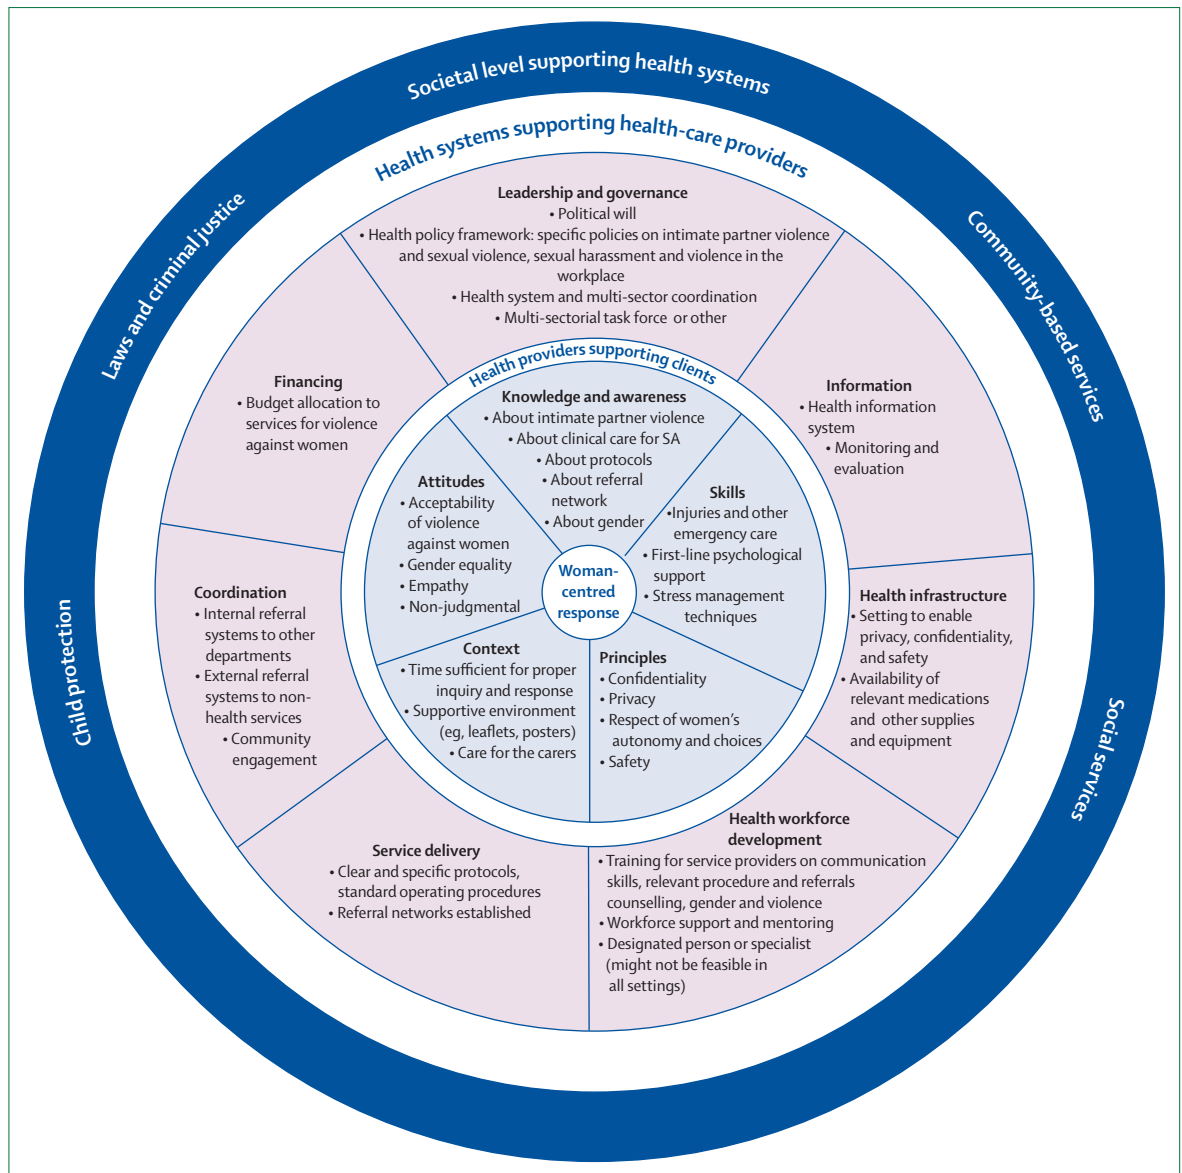 Societal level supporting health systems
Health systems supporting health-care providers
Laws and criminal justice
Community-based services
Child protection
Social services
Leadership and governance
• Political will
• Health policy framework: specific policies on intimate partner violence
and sexual violence, sexual harassment and violence in the
workplace
• Health system and multi-sector coordination
• Multi-sectorial task force or other
Financing
• Budget allocation to
services for violence
against women
Information
• Health information
system
• Monitoring and
evaluation
Coordination
• Internal referral
systems to other
departments
• External referral
systems to non-
health services
• Community
engagement
Health infrastructure
• Setting to enable
privacy, confidentiality,
and safety
• Availability of
relevant medications
and other supplies
and equipment
Service delivery
• Clear and specific protocols,
standard operating procedures
• Referral networks established
Health workforce
development
• Training for service providers on communication
skills, relevant procedure and referrals
counselling, gender and violence
• Workforce support and mentoring
• Designated person or specialist
(might not be feasible in
all settings)
Health providers supporting clients
Knowledge and awareness
• About intimate partner violence
• About clinical care for SA
• About protocols
• About referral
network
• About gender
Attitudes
• Acceptability
of violence
against women
• Gender equality
• Empathy
• Non-judgmental
Skills
•Injuries and other
emergency care
• First-line psychological
support
• Stress management
techniques
Context
• Time sufficient for proper
inquiry and response
• Supportive environment
(eg, leaflets, posters)
• Care for the carers
Principles
• Confidentiality
• Privacy
• Respect of women's
autonomy and choices
• Safety
Woman-
centred
response